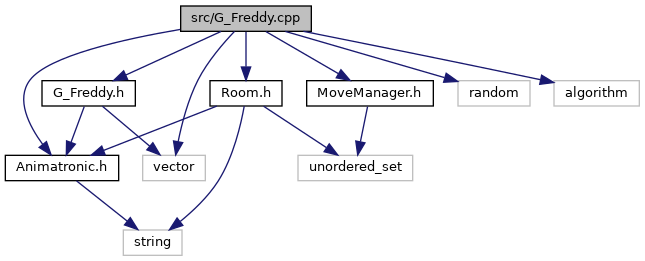 src/G_Freddy.cpp
G_Freddy.h
Room.h
MoveManager.h
random
algorithm
Animatronic.h
vector
unordered_set
string